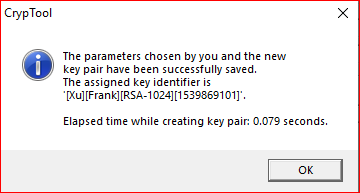 CrypTool
The parameters chosen by you and the new
key pair have been successfully saved.
The assigned key identifier is
'[Xu][Frank][RSA-1024][1539869101]'.
Elapsed time while creating key pair: 0.079 seconds.
OK